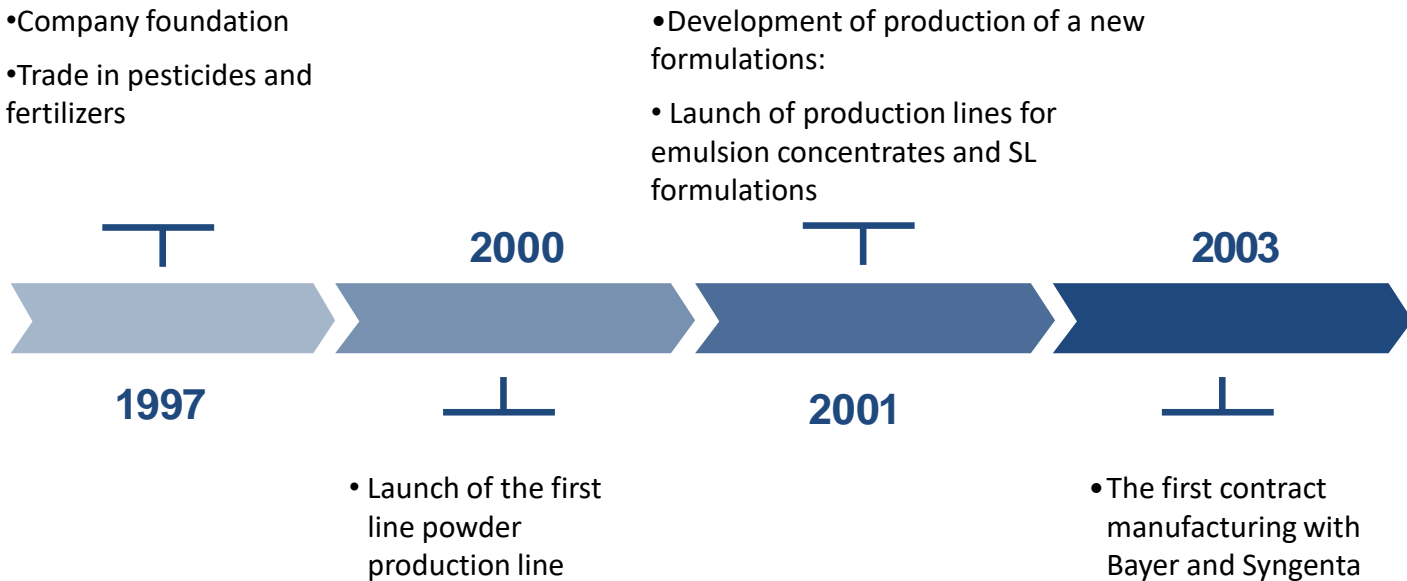 •Company foundation
•Trade in pesticides and
fertilizers
1997
2000
• Launch of the first
line powder
production line
•Development of production of a new
formulations:
• Launch of production lines for
emulsion concentrates and SL
formulations
2001
2003
•The first contract
manufacturing with
Bayer and Syngenta